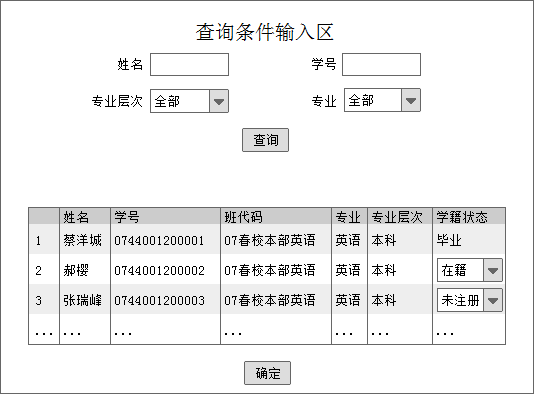 查询条件输入区
姓名 学号
专业层次 全部 专业 全部
查询
姓名 学号 班代码 专业 专业层次 学籍状态
1 蔡洋城 0744001200001 07春校本部英语 英语 本科 毕业
2 郝樱 0744001200002 07春校本部英语 英语 本科 在籍
3 张瑞峰 0744001200003 07春校本部英语 英语 本科 未注册
... ... ... ... ... ... ...
确定